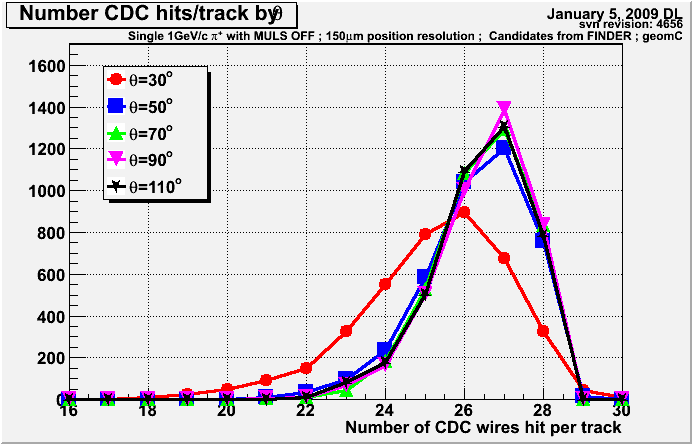 Number CDC hits/track by θ
January 5, 2009 DL
svn revision: 4656
Single 1GeV/c π⁺ with MULS OFF ; 150μm position resolution ; Candidates from FINDER ; geomC
1600
1400
1200
1000
800
600
400
200
0
θ=30°
θ=50°
θ=70°
θ=90°
θ=110°
16 18 20 22 24 26 28 30
Number of CDC wires hit per track